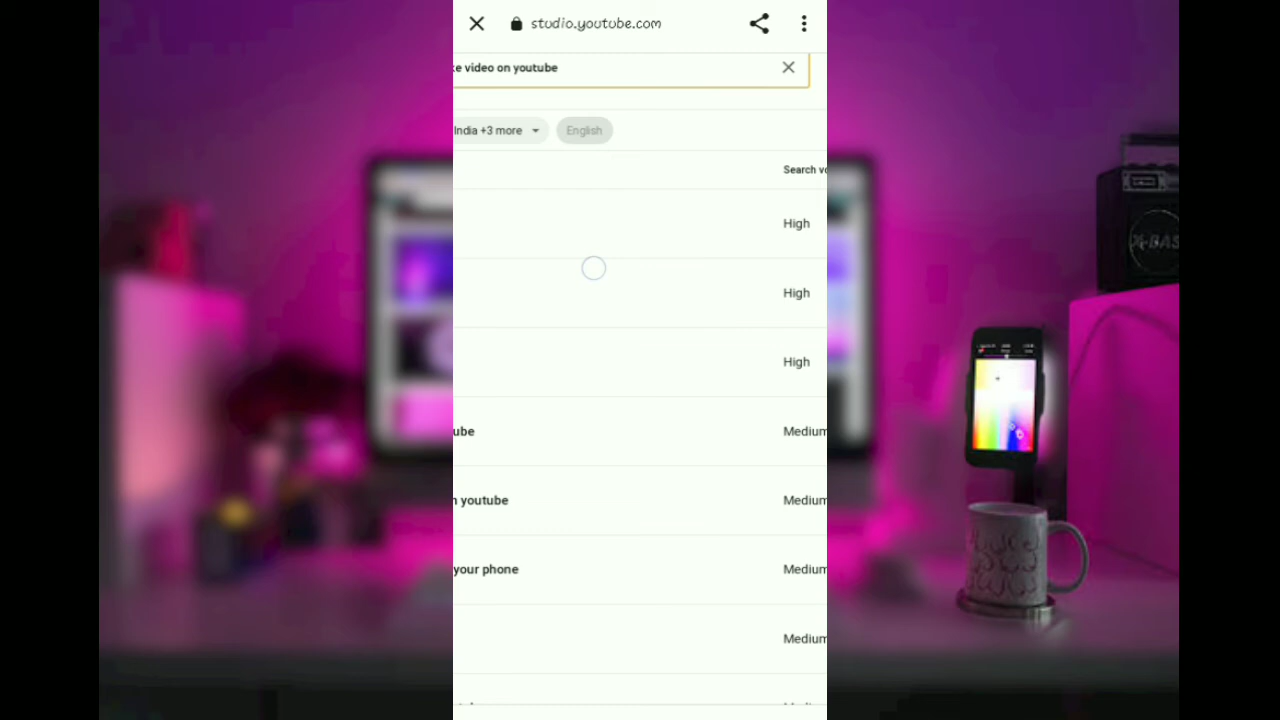 studio.youtube.com
ke video on youtube
India +3 more
English
Search vo
High
High
High
ube
Medium
n youtube
Medium
your phone
Medium
Medium